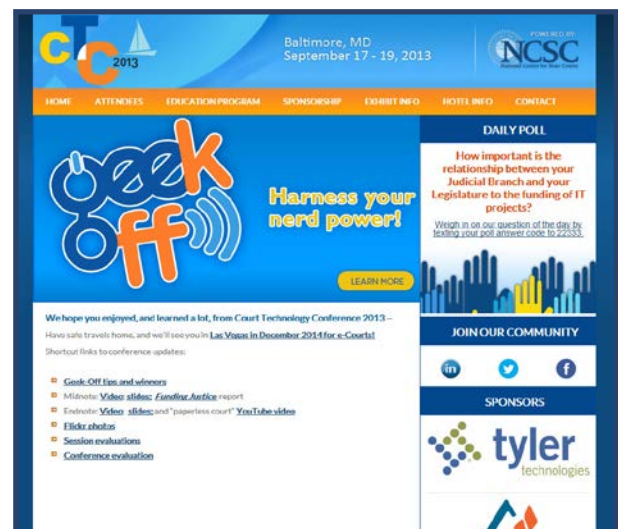 CTC 2013
Baltimore, MD
September 17 - 19, 2013
POWERED BY:
NCSC
National Center for State Courts
HOME ATTENDEES EDUCATION PROGRAM SPONSORSHIP EXHIBIT INFO HOTEL INFO CONTACT
geek off
Harness your
nerd power!
LEARN MORE
We hope you enjoyed, and learned a lot, from Court Technology Conference 2013 –
Have safe travels home, and we'll see you in Las Vegas in December 2014 for e-Courts!
Shortcut links to conference updates:
Geek-Off tips and winners
Midnote: Video; slides; Funding Justice report
Endnote: Video; slides; and "paperless court" YouTube video
Flickr photos
Session evaluations
Conference evaluation
DAILY POLL
How important is the
relationship between your
Judicial Branch and your
Legislature to the funding of IT
projects?
Weigh in on our question of the day by
texting your poll answer code to 22333.
JOIN OUR COMMUNITY
in f
SPONSORS
tyler
technologies